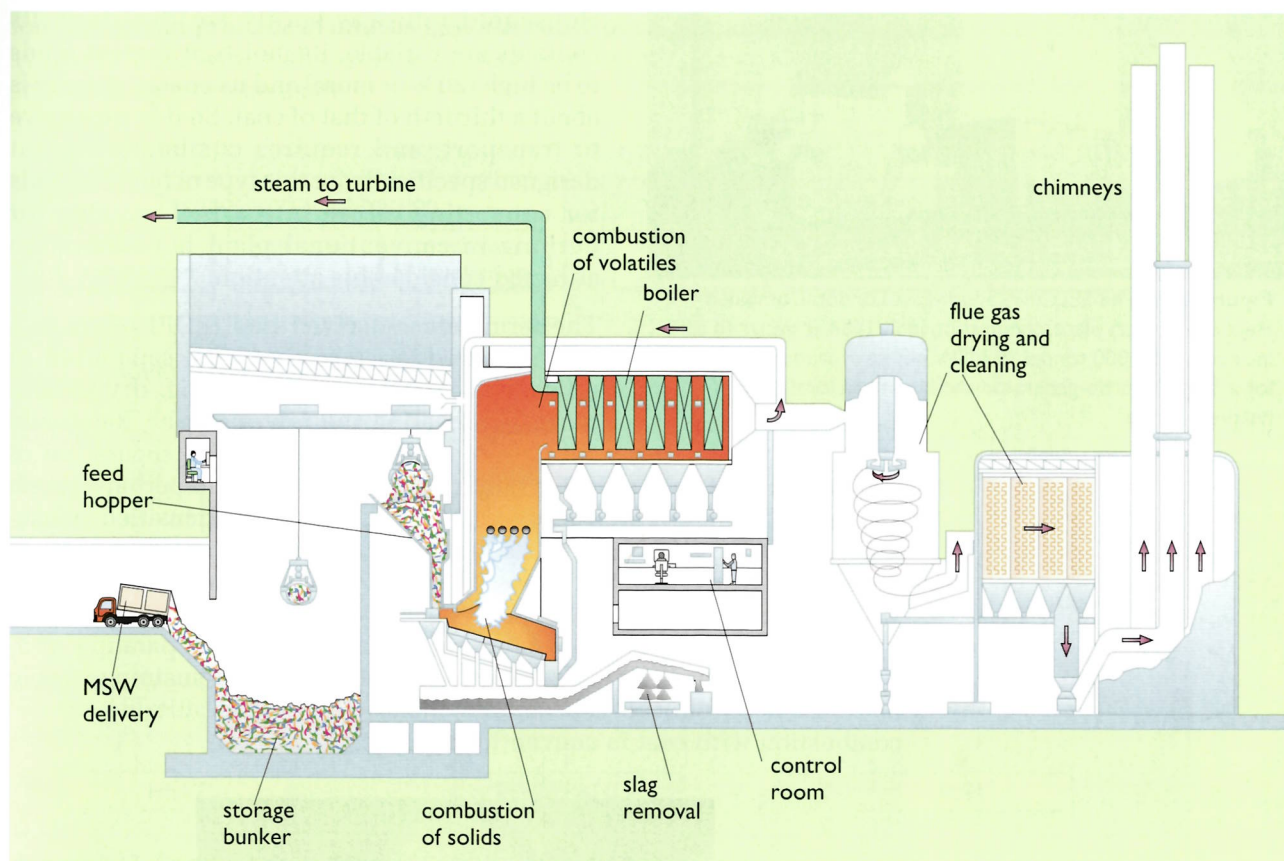 steam to turbine
chimneys
combustion
of volatiles
boiler
flue gas
drying and
cleaning
feed
hopper
MSW
delivery
control
room
slag
removal
storage
bunker
combustion
of solids